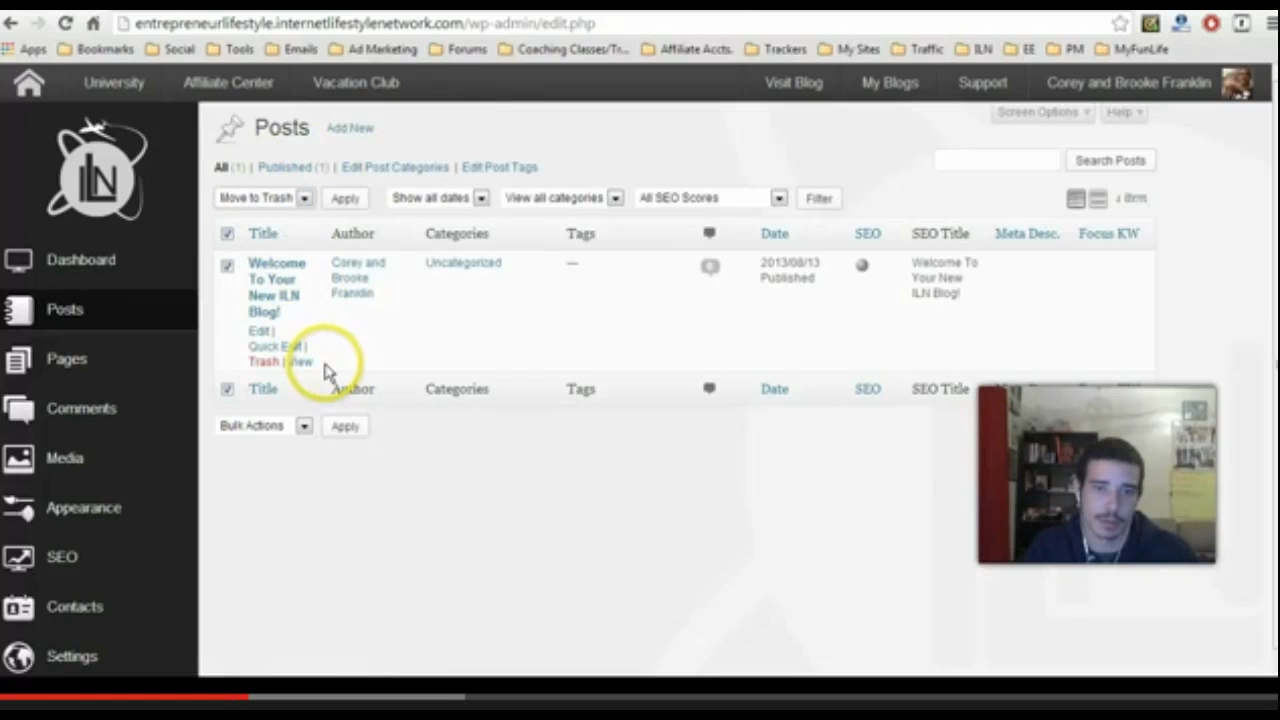 entrepreneurlifestyle.internetlifestylenetwork.com/wp-admin/edit.php
Apps Bookmarks Social Tools Emails Ad Marketing Forums Coaching Classes/Tr... Affiliate Accts. Trackers My Sites Traffic ILN EE PM MyFunLife
University Affiliate Center Vacation Club Visit Blog My Blogs Support Corey and Brooke Franklin
Screen Options Help
ILN
Posts Add New
All (1) | Published (1) | Edit Post Categories | Edit Post Tags
Search Posts
Move to Trash Apply Show all dates View all categories All SEO Scores Filter 1 item
Title Author Categories Tags Date SEO SEO Title Meta Desc. Focus KW
Welcome To Your New ILN Blog!
Edit |
Quick Edit |
Trash | View
Corey and Brooke Franklin
Uncategorized
—
0
2013/08/13
Published
Welcome To Your New ILN Blog!
Title Author Categories Tags Date SEO SEO Title
Bulk Actions Apply
Dashboard
Posts
Pages
Comments
Media
Appearance
SEO
Contacts
Settings